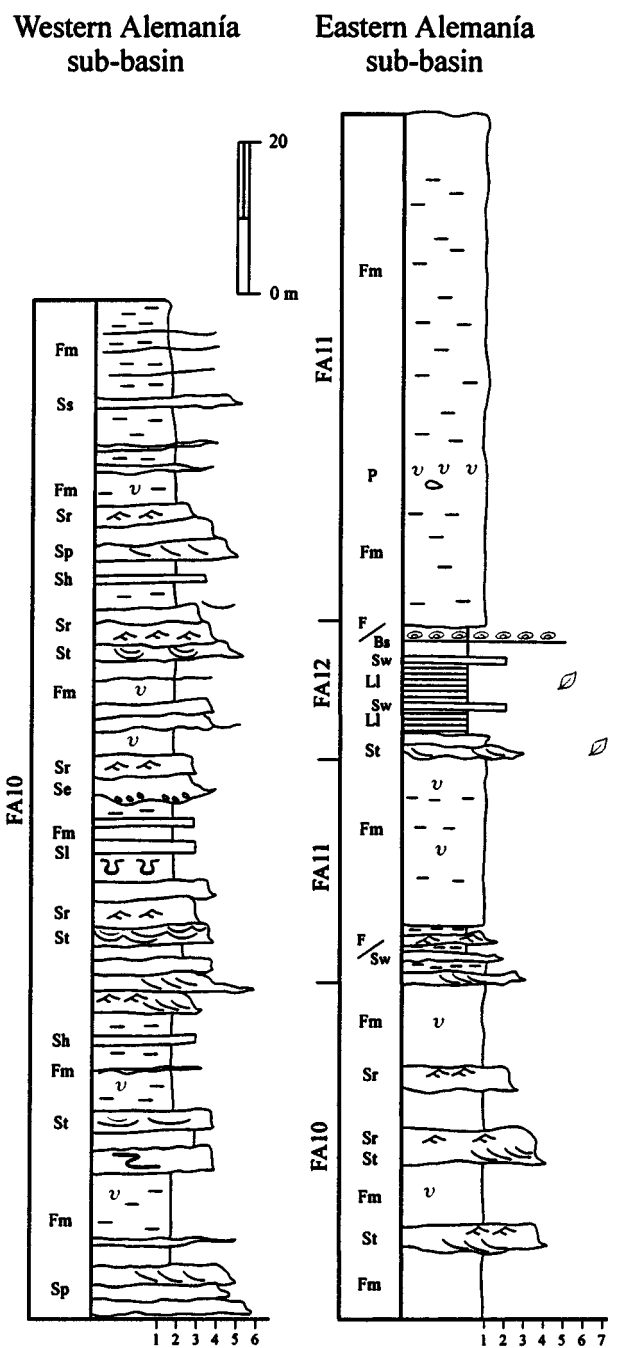 Western Alemanía
sub-basin
Eastern Alemanía
sub-basin
20
0 m
FA10
Fm
Ss
Fm
Sr
Sp
Sh
Sr
St
Fm
Sr
Se
Fm
Sl
Sr
St
Sh
Fm
St
Fm
Sp
1 2 3 4 5 6
FA11
FA12
FA11
FA10
Fm
P
υ υ υ
Fm
F/Bs
Sw
Ll
Sw
Ll
St
Fm
F/Sw
Fm
Sr
Sr
St
Fm
St
Fm
1 2 3 4 5 6 7